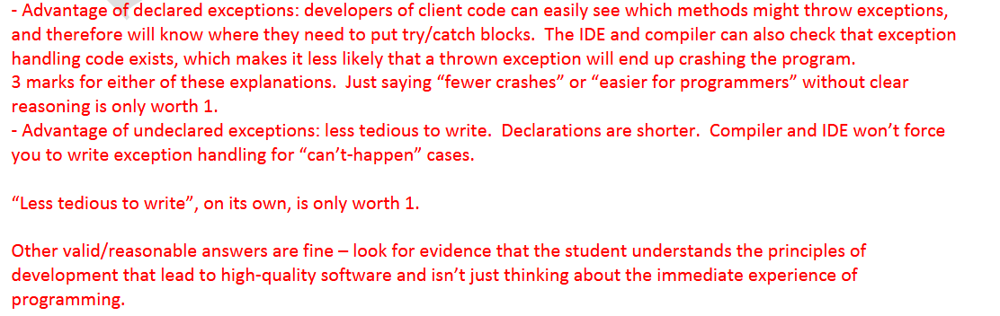 - Advantage of declared exceptions: developers of client code can easily see which methods might throw exceptions,
and therefore will know where they need to put try/catch blocks.  The IDE and compiler can also check that exception
handling code exists, which makes it less likely that a thrown exception will end up crashing the program.
3 marks for either of these explanations.  Just saying “fewer crashes” or “easier for programmers” without clear
reasoning is only worth 1.
- Advantage of undeclared exceptions: less tedious to write.  Declarations are shorter.  Compiler and IDE won’t force
you to write exception handling for “can’t-happen” cases.
“Less tedious to write”, on its own, is only worth 1.
Other valid/reasonable answers are fine – look for evidence that the student understands the principles of
development that lead to high-quality software and isn’t just thinking about the immediate experience of
programming.